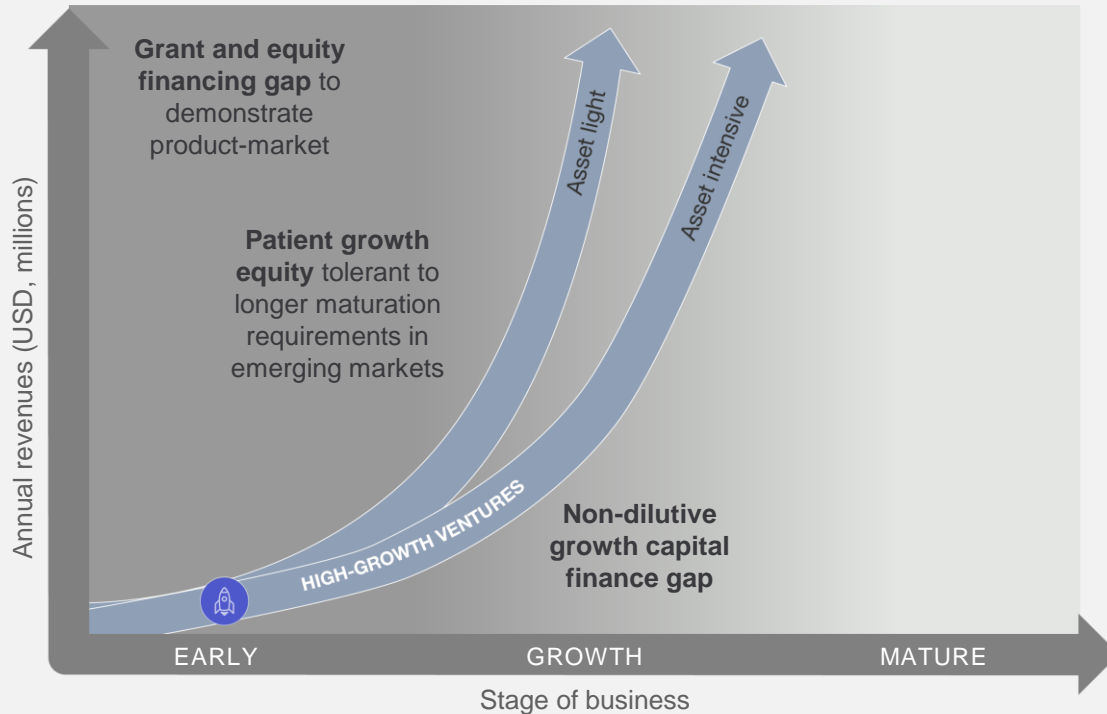 Grant and equity
financing gap to
demonstrate
product-market
Patient growth
equity tolerant to
longer maturation
requirements in
emerging markets
Asset light
Asset intensive
HIGH-GROWTH VENTURES
Non-dilutive
growth capital
finance gap
Annual revenues (USD, millions)
EARLY
GROWTH
MATURE
Stage of business